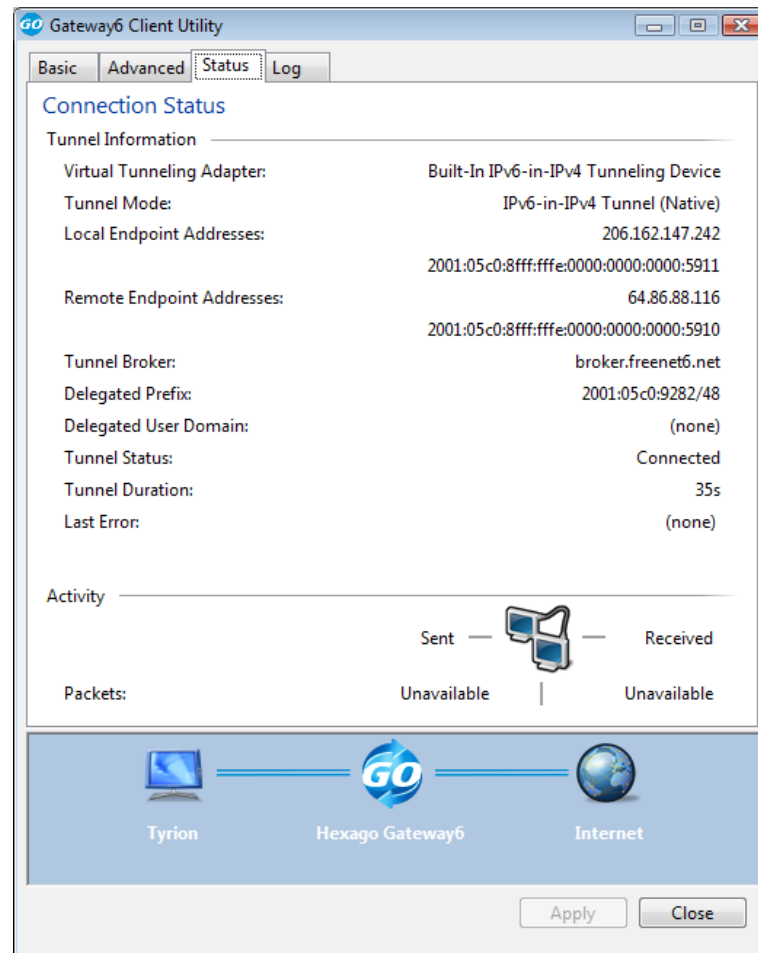 GO Gateway6 Client Utility
Basic Advanced Status Log
Connection Status
Tunnel Information
Virtual Tunneling Adapter: Built-In IPv6-in-IPv4 Tunneling Device
Tunnel Mode: IPv6-in-IPv4 Tunnel (Native)
Local Endpoint Addresses: 206.162.147.242
2001:05c0:8fff:fffe:0000:0000:0000:5911
Remote Endpoint Addresses: 64.86.88.116
2001:05c0:8fff:fffe:0000:0000:0000:5910
Tunnel Broker: broker.freenet6.net
Delegated Prefix: 2001:05c0:9282/48
Delegated User Domain: (none)
Tunnel Status: Connected
Tunnel Duration: 35s
Last Error: (none)
Activity
Sent Received
Packets: Unavailable Unavailable
GO
Tyrion Hexago Gateway6 Internet
Apply Close